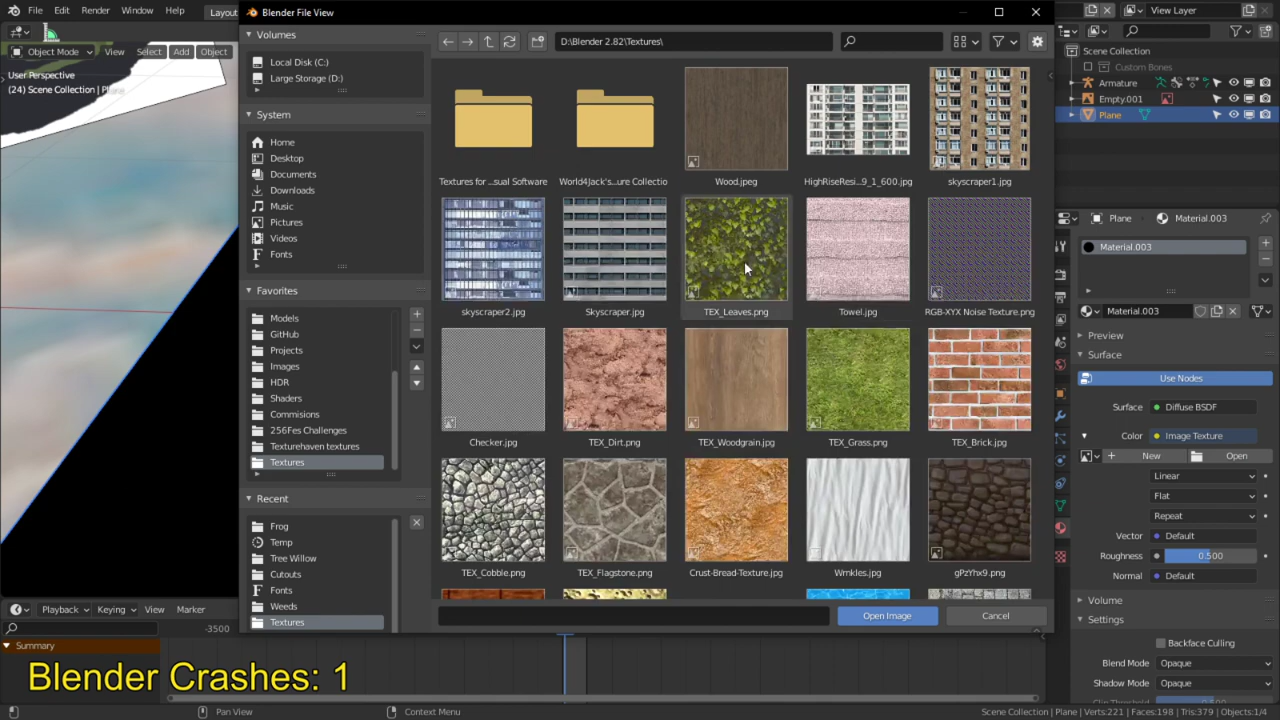 File Edit Render Window Help Layout
Blender File View
View Layer
Object Mode View Select Add Object
User Perspective
(24) Scene Collection | Plane
Volumes
Local Disk (C:)
Large Storage (D:)
System
Home
Desktop
Documents
Downloads
Music
Pictures
Videos
Fonts
Favorites
Models
GitHub
Projects
Images
HDR
Shaders
Commisions
256Fes Challenges
Texturehaven textures
Textures
Recent
Frog
Temp
Tree Willow
Cutouts
Fonts
Weeds
Textures
D:\Blender 2.82\Textures\
Textures for ...sual Software
World4Jack's...ure Collectio
Wood.jpeg
HighRiseResi...9_1_600.jpg
skyscraper1.jpg
skyscraper2.jpg
Skyscraper.jpg
TEX_Leaves.png
Towel.jpg
RGB-XYX Noise Texture.png
Checker.jpg
TEX_Dirt.png
TEX_Woodgrain.jpg
TEX_Grass.png
TEX_Brick.jpg
TEX_Cobble.png
TEX_Flagstone.png
Crust-Bread-Texture.jpg
Wrnkles.jpg
gPzYhx9.png
Open Image
Cancel
Scene Collection
Custom Bones
Armature
Empty.001
Plane
Plane Material.003
Material.003
Material.003
Preview
Surface
Use Nodes
Surface Diffuse BSDF
Color Image Texture
New Open
Linear
Flat
Repeat
Vector Default
Roughness 0.500
Normal Default
Volume
Settings
Backface Culling
Blend Mode Opaque
Shadow Mode Opaque
Clip Threshold
Playback Keying View Marker
-3500
Summary
Blender Crashes: 1
Pan View
Context Menu
Scene Collection | Plane | Verts:221 | Faces:198 | Tris:379 | Objects:1/4